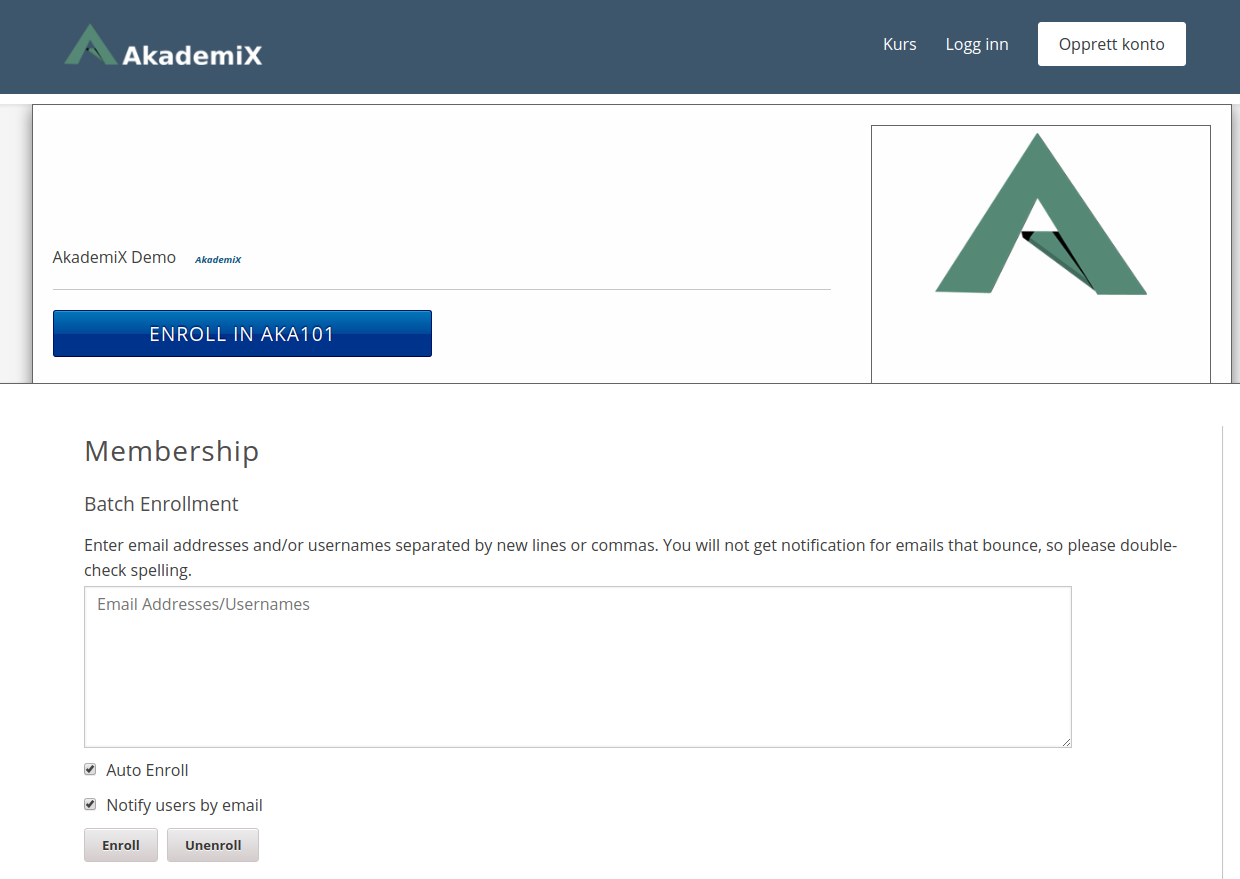 AkademiX
Kurs Logg inn Opprett konto
AkademiX Demo AkademiX
ENROLL IN AKA101
Membership
Batch Enrollment
Enter email addresses and/or usernames separated by new lines or commas. You will not get notification for emails that bounce, so please double-
check spelling.
Email Addresses/Usernames
Auto Enroll
Notify users by email
Enroll Unenroll